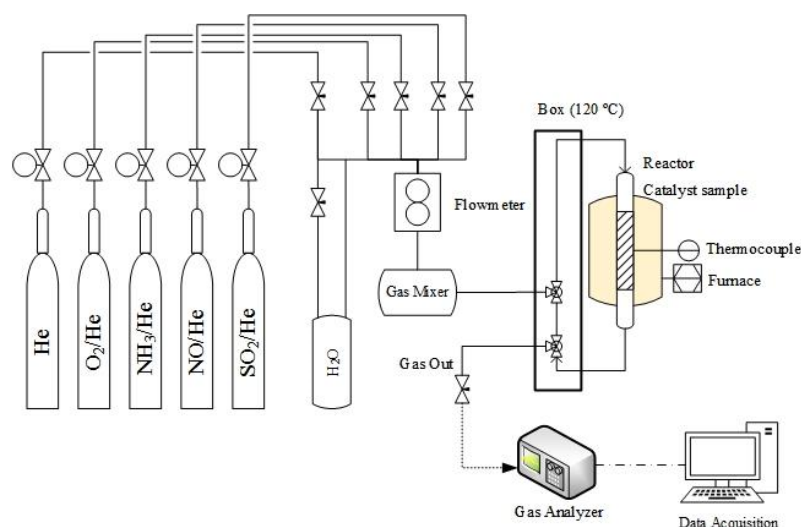 Box (120 °C)
Reactor
Catalyst sample
Flowmeter
Thermocouple
Furnace
Gas Mixer
He
O₂/He
NH₃/He
NO/He
SO₂/He
H₂O
Gas Out
Gas Analyzer
Data Acquisition